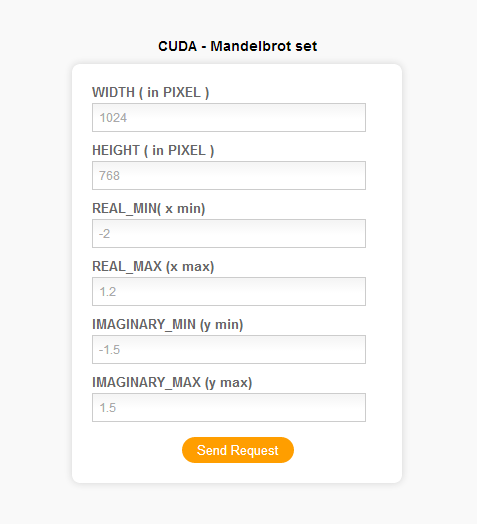 CUDA - Mandelbrot set
WIDTH ( in PIXEL )
1024
HEIGHT ( in PIXEL )
768
REAL_MIN( x min)
-2
REAL_MAX (x max)
1.2
IMAGINARY_MIN (y min)
-1.5
IMAGINARY_MAX (y max)
1.5
Send Request